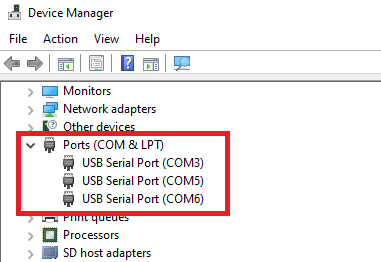 Device Manager
File Action View Help
Monitors
Network adapters
Other devices
Ports (COM & LPT)
USB Serial Port (COM3)
USB Serial Port (COM5)
USB Serial Port (COM6)
Print queues
Processors
SD host adapters